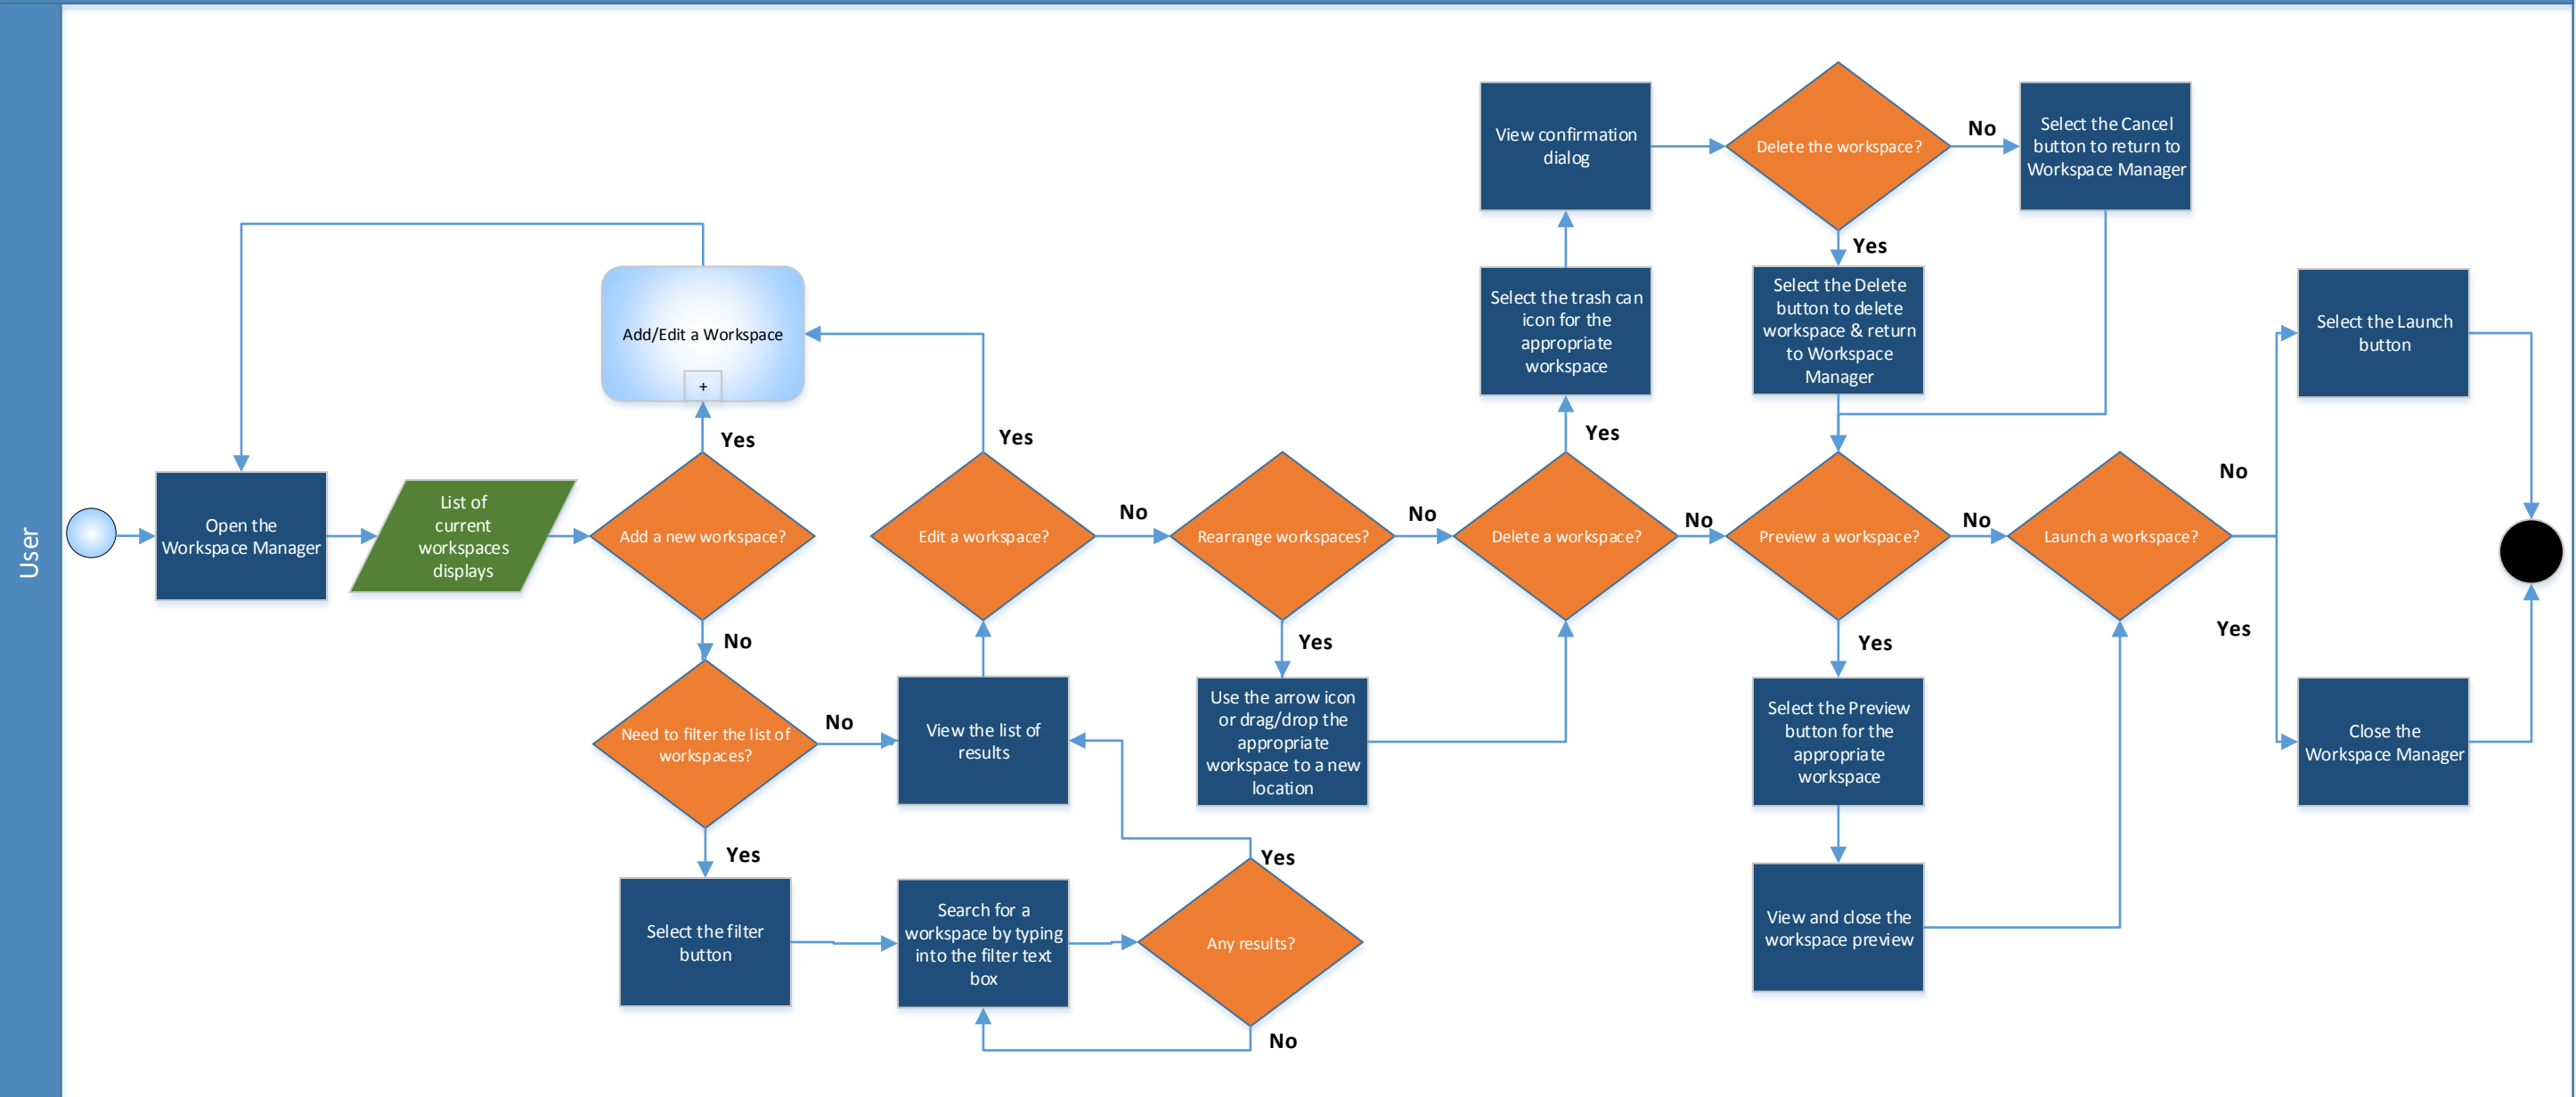 User
Open the
Workspace Manager
List of
current
workspaces
displays
Add a new workspace?
Yes
Add/Edit a Workspace
+
No
Need to filter the list of
workspaces?
No
Yes
Select the filter
button
Search for a
workspace by typing
into the filter text
box
Any results?
Yes
No
View the list of
results
Edit a workspace?
Yes
No
Rearrange workspaces?
No
Yes
Use the arrow icon
or drag/drop the
appropriate
workspace to a new
location
Delete a workspace?
Yes
No
Select the trash can
icon for the
appropriate
workspace
View confirmation
dialog
Delete the workspace?
No
Select the Cancel
button to return to
Workspace Manager
Yes
Select the Delete
button to delete
workspace & return
to Workspace
Manager
Preview a workspace?
No
Yes
Select the Preview
button for the
appropriate
workspace
View and close the
workspace preview
Launch a workspace?
No
Yes
Select the Launch
button
Close the
Workspace Manager